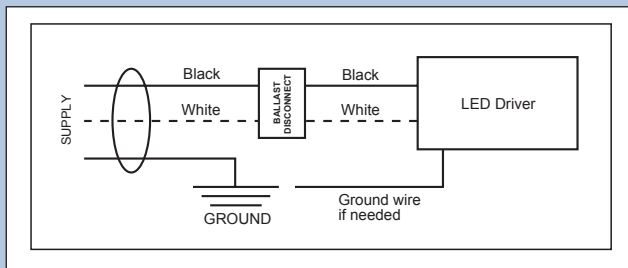 SUPPLY
Black
White
BALLAST
DISCONNECT
Black
White
LED Driver
GROUND
Ground wire
if needed